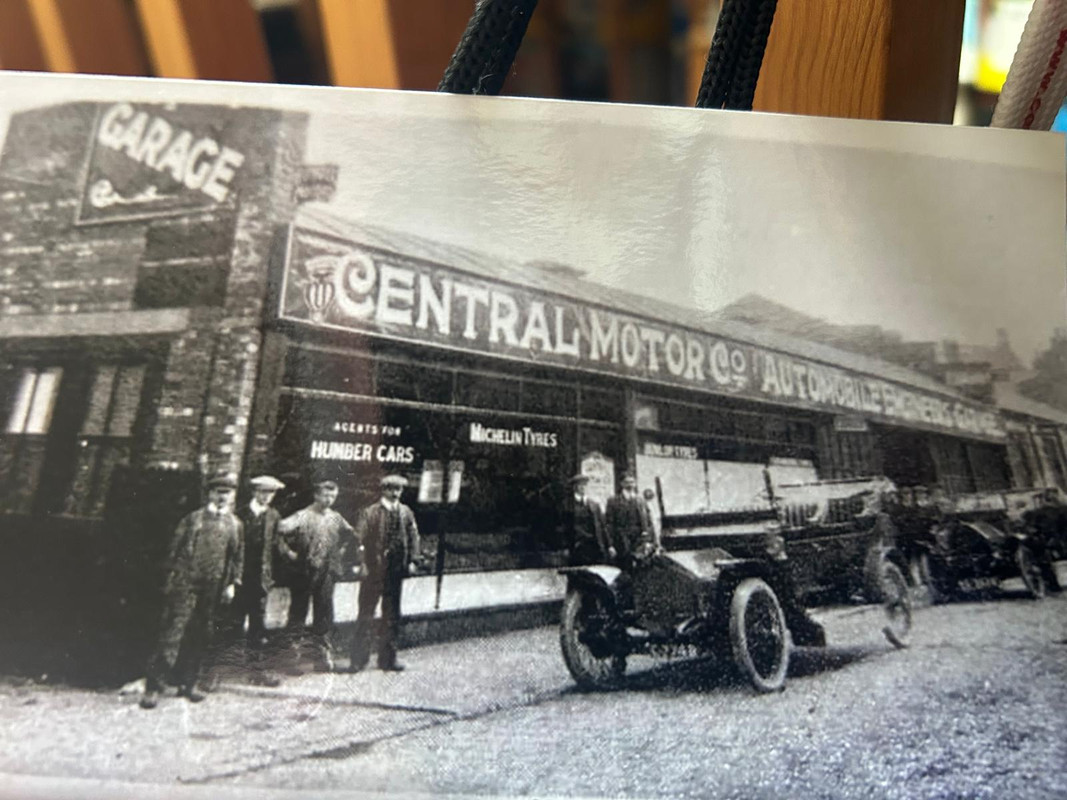 GARAGE
CENTRAL MOTOR Co "AUTOMOBILE ENGINEERS GARAGE
AGENTS FOR
HUMBER CARS
MICHELIN TYRES
DUNLOP TYRES